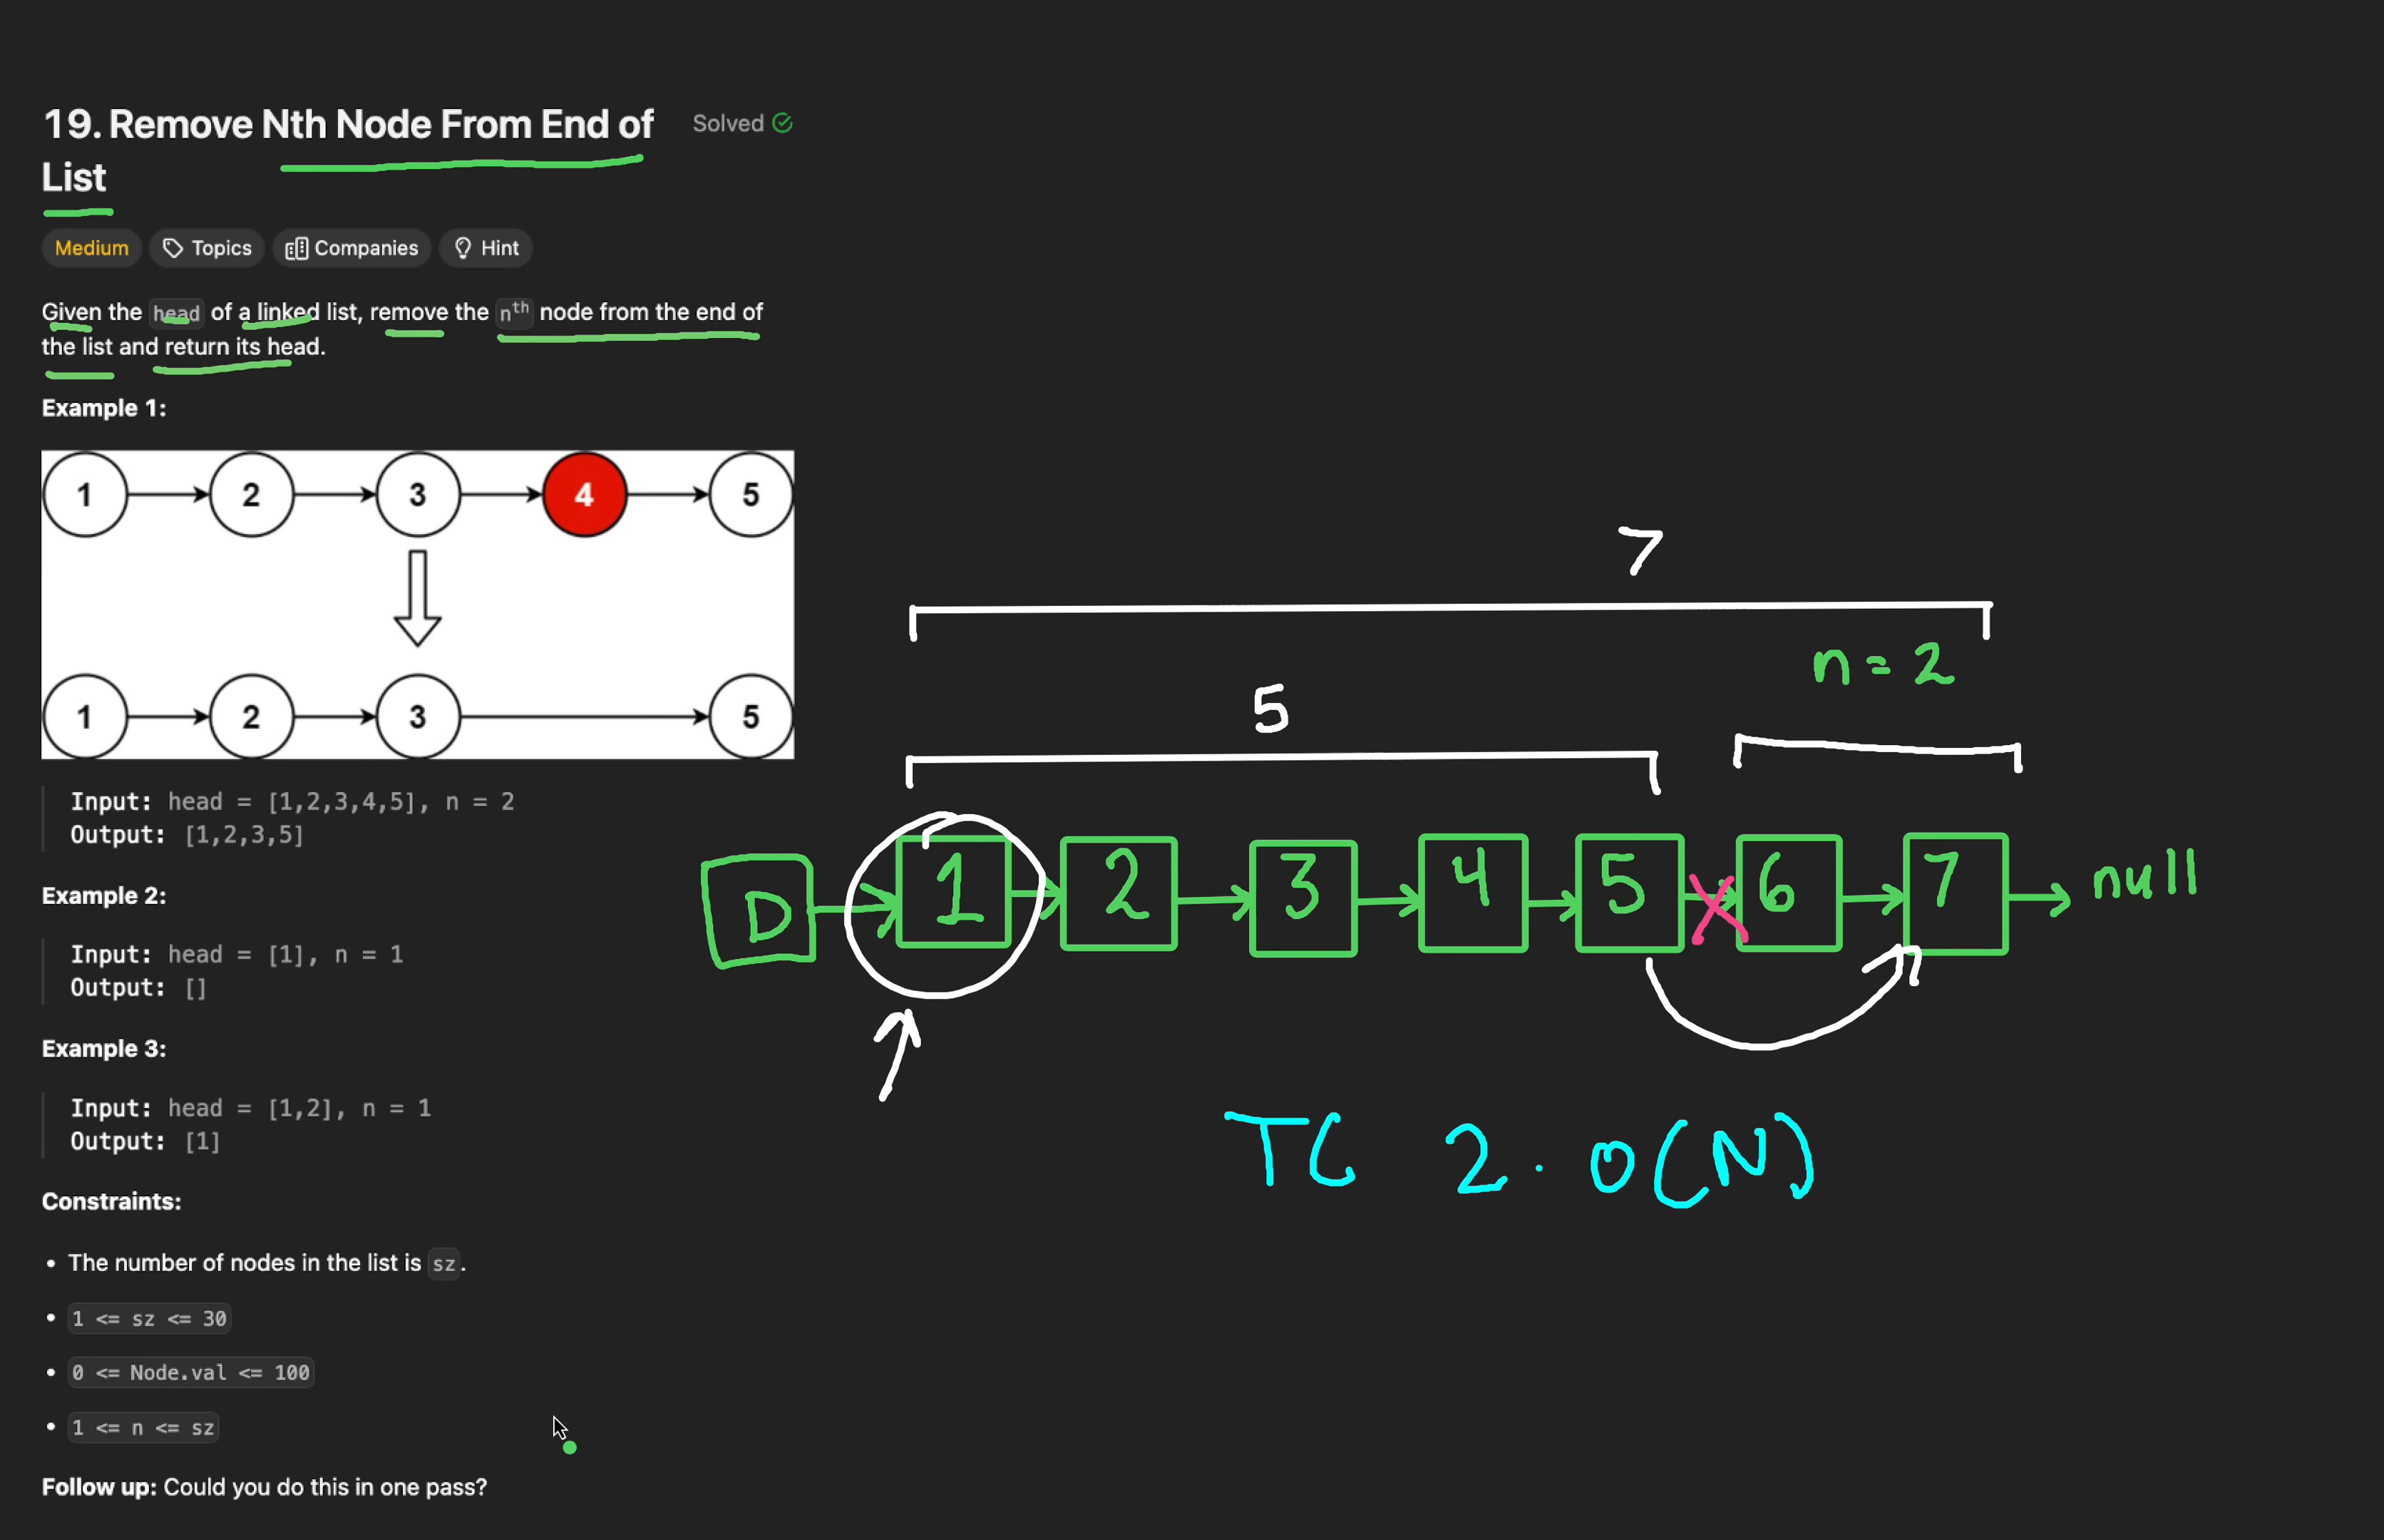 19. Remove Nth Node From End of
List
Solved
Medium Topics Companies Hint
Given the head of a linked list, remove the nth node from the end of
the list and return its head.
Example 1:
1 2 3 4 5
1 2 3 5
Input: head = [1,2,3,4,5], n = 2
Output: [1,2,3,5]
Example 2:
Input: head = [1], n = 1
Output: []
Example 3:
Input: head = [1,2], n = 1
Output: [1]
Constraints:
• The number of nodes in the list is sz.
• 1 <= sz <= 30
• 0 <= Node.val <= 100
• 1 <= n <= sz
Follow up: Could you do this in one pass?
7
n = 2
5
D 1 2 3 4 5 6 7 null
TC 2 · O(N)